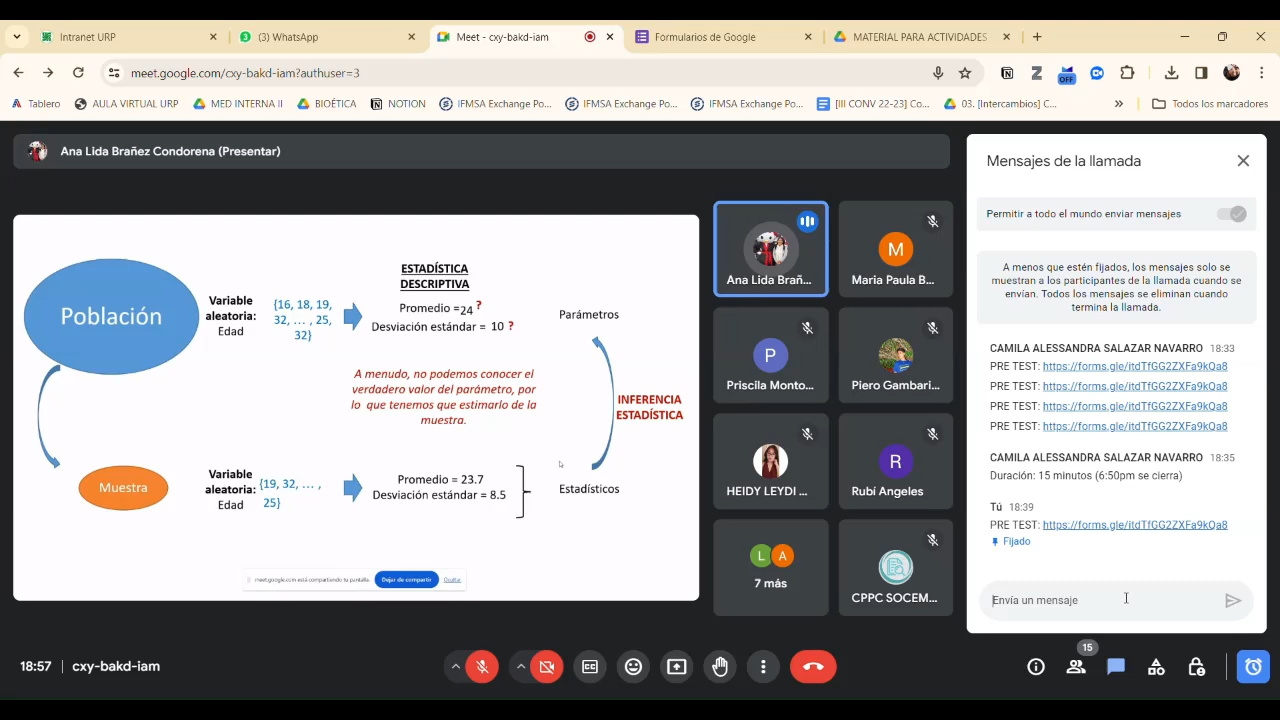 Intranet URP
(3) WhatsApp
Meet - cxy-bakd-iam
Formularios de Google
MATERIAL PARA ACTIVIDADES
meet.google.com/cxy-bakd-iam?authuser=3
OFF
Tablero
AULA VIRTUAL URP
MED INTERNA II
BIOÉTICA
NOTION
IFMSA Exchange Po...
IFMSA Exchange Po...
IFMSA Exchange Po...
[III CONV 22-23] Co...
03. [Intercambios] C...
Todos los marcadores
Ana Lida Brañez Condorena (Presentar)
Población
Variable
aleatoria:
Edad
{16, 18, 19,
32, ... , 25,
32}
ESTADÍSTICA
DESCRIPTIVA
Promedio =24 ?
Desviación estándar = 10 ?
Parámetros
A menudo, no podemos conocer el
verdadero valor del parámetro, por
lo que tenemos que estimarlo de la
muestra.
INFERENCIA
ESTADÍSTICA
Muestra
Variable
aleatoria:
Edad
{19, 32, ... ,
25}
Promedio = 23.7
Desviación estándar = 8.5
Estadísticos
meet.google.com está compartiendo tu pantalla.
Dejar de compartir
Ocultar
Ana Lida Brañ...
Maria Paula B...
P
Priscila Monto...
Piero Gambari...
HEIDY LEYDI ...
R
Rubí Angeles
L
A
7 más
CPPC SOCEM...
M
Mensajes de la llamada
Permitir a todo el mundo enviar mensajes
A menos que estén fijados, los mensajes solo se
muestran a los participantes de la llamada cuando se
envían. Todos los mensajes se eliminan cuando
termina la llamada.
CAMILA ALESSANDRA SALAZAR NAVARRO 18:33
PRE TEST: https://forms.gle/itdTfGG2ZXFa9kQa8
PRE TEST: https://forms.gle/itdTfGG2ZXFa9kQa8
PRE TEST: https://forms.gle/itdTfGG2ZXFa9kQa8
PRE TEST: https://forms.gle/itdTfGG2ZXFa9kQa8
CAMILA ALESSANDRA SALAZAR NAVARRO 18:35
Duración: 15 minutos (6:50pm se cierra)
Tú 18:39
PRE TEST: https://forms.gle/itdTfGG2ZXFa9kQa8
Fijado
Envía un mensaje
18:57 | cxy-bakd-iam
15